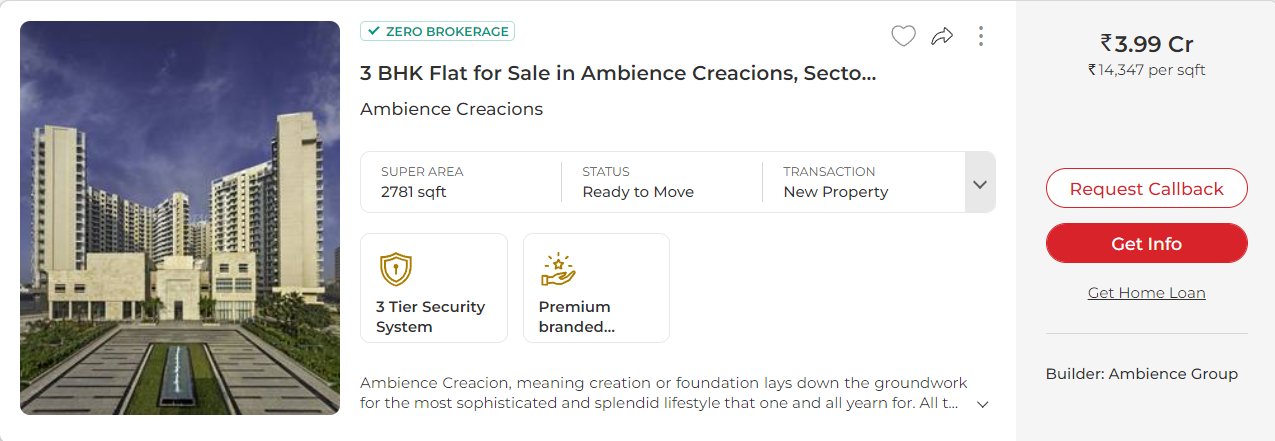 ZERO BROKERAGE
3 BHK Flat for Sale in Ambience Creacions, Secto...
Ambience Creacions
SUPER AREA
2781 sqft
STATUS
Ready to Move
TRANSACTION
New Property
3 Tier Security
System
Premium
branded...
Ambience Creacion, meaning creation or foundation lays down the groundwork
for the most sophisticated and splendid lifestyle that one and all yearn for. All t...
₹3.99 Cr
₹14,347 per sqft
Request Callback
Get Info
Get Home Loan
Builder: Ambience Group